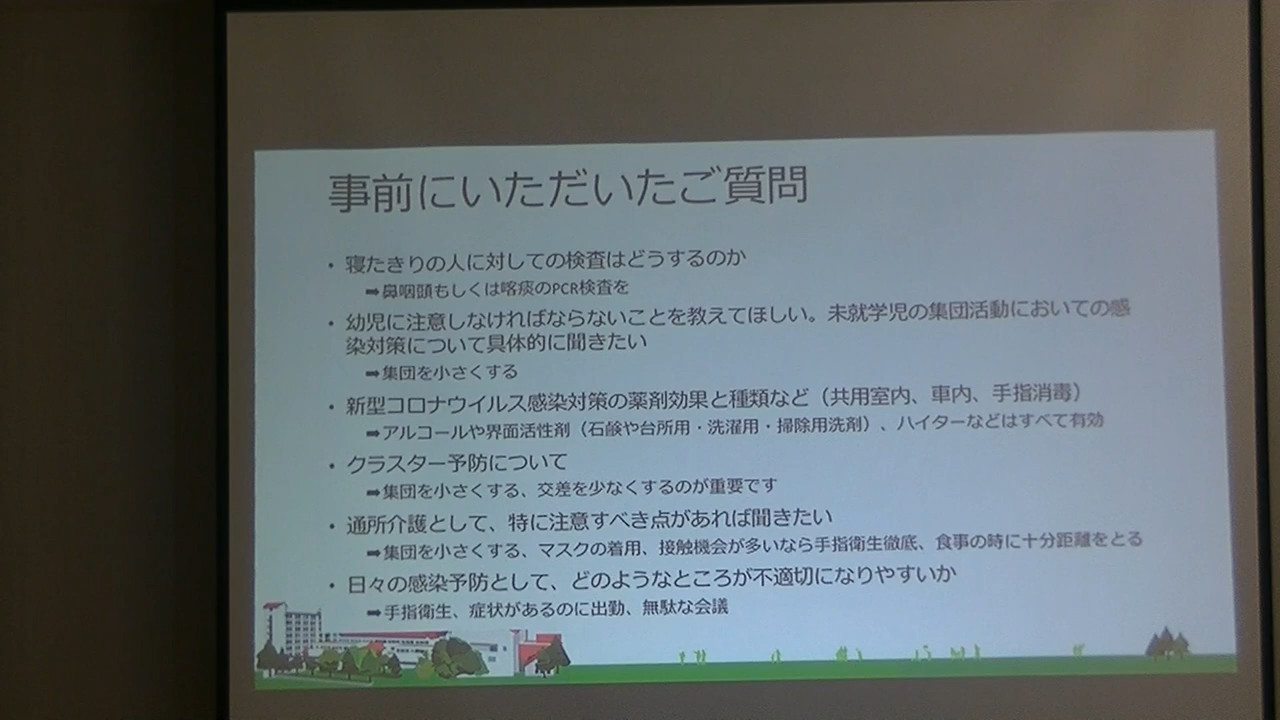 事前にいただいたご質問
・寝たきりの人に対しての検査はどうするのか
➡鼻咽頭もしくは喀痰のPCR検査を
・幼児に注意しなければならないことを教えてほしい。未就学児の集団活動においての感
染対策について具体的に聞きたい
➡集団を小さくする
・新型コロナウイルス感染対策の薬剤効果と種類など（共用室内、車内、手指消毒）
➡アルコールや界面活性剤（石鹸や台所用・洗濯用・掃除用洗剤）、ハイターなどはすべて有効
・クラスター予防について
➡集団を小さくする、交差を少なくするのが重要です
・通所介護として、特に注意すべき点があれば聞きたい
➡集団を小さくする、マスクの着用、接触機会が多いなら手指衛生徹底、食事の時に十分距離をとる
・日々の感染予防として、どのようなところが不適切になりやすいか
➡手指衛生、症状があるのに出勤、無駄な会議